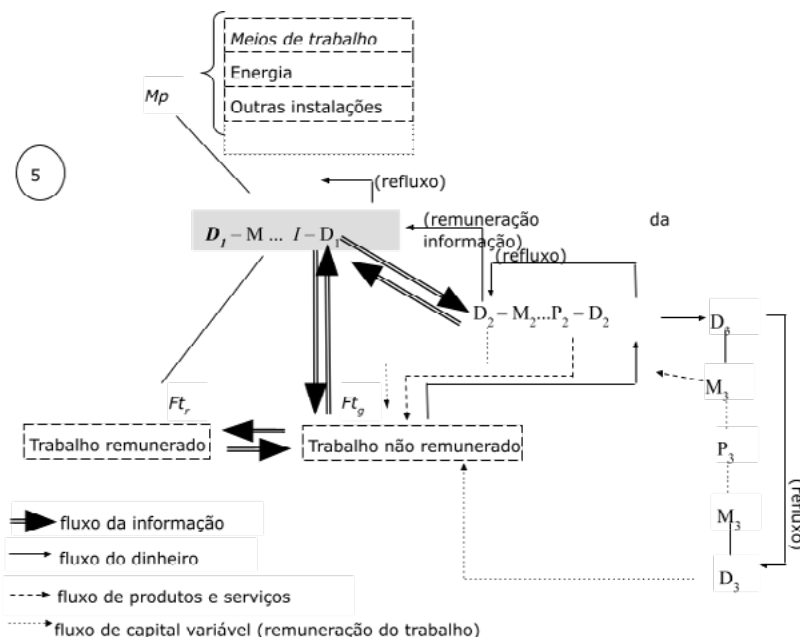 Meios de trabalho
Energia
Outras instalações
Mp
5
(refluxo)
(remuneração da
informação)
(refluxo)
D1 – M ... I – D1
D2 – M2...P2 – D2
D3
M3
P3
M3
D3
(refluxo)
Ftr
Ftg
Trabalho remunerado
Trabalho não remunerado
fluxo da informação
fluxo do dinheiro
fluxo de produtos e serviços
fluxo de capital variável (remuneração do trabalho)